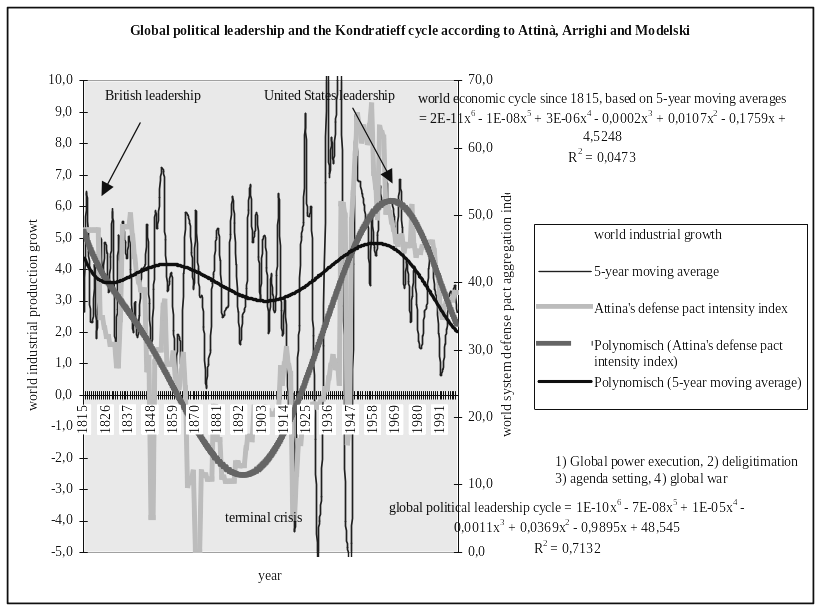 Global political leadership and the Kondratieff cycle according to Attinà, Arrighi and Modelski
10,0
9,0
8,0
7,0
6,0
5,0
4,0
3,0
2,0
1,0
0,0
-1,0
-2,0
-3,0
-4,0
-5,0
world industrial production growt
British leadership
United States leadership
terminal crisis
1815
1826
1837
1848
1859
1870
1881
1892
1903
1914
1925
1936
1947
1958
1969
1980
1991
year
70,0
60,0
50,0
40,0
30,0
20,0
10,0
0,0
world system defense pact aggregation inde
world economic cycle since 1815, based on 5-year moving averages
= 2E-11x⁶ - 1E-08x⁵ + 3E-06x⁴ - 0,0002x³ + 0,0107x² - 0,1759x +
4,5248
R² = 0,0473
world industrial growth
5-year moving average
Attina's defense pact intensity index
Polynomisch (Attina's defense pact
intensity index)
Polynomisch (5-year moving average)
1) Global power execution, 2) deligitimation
3) agenda setting, 4) global war
global political leadership cycle = 1E-10x⁶ - 7E-08x⁵ + 1E-05x⁴ -
0,0011x³ + 0,0369x² - 0,9895x + 48,545
R² = 0,7132